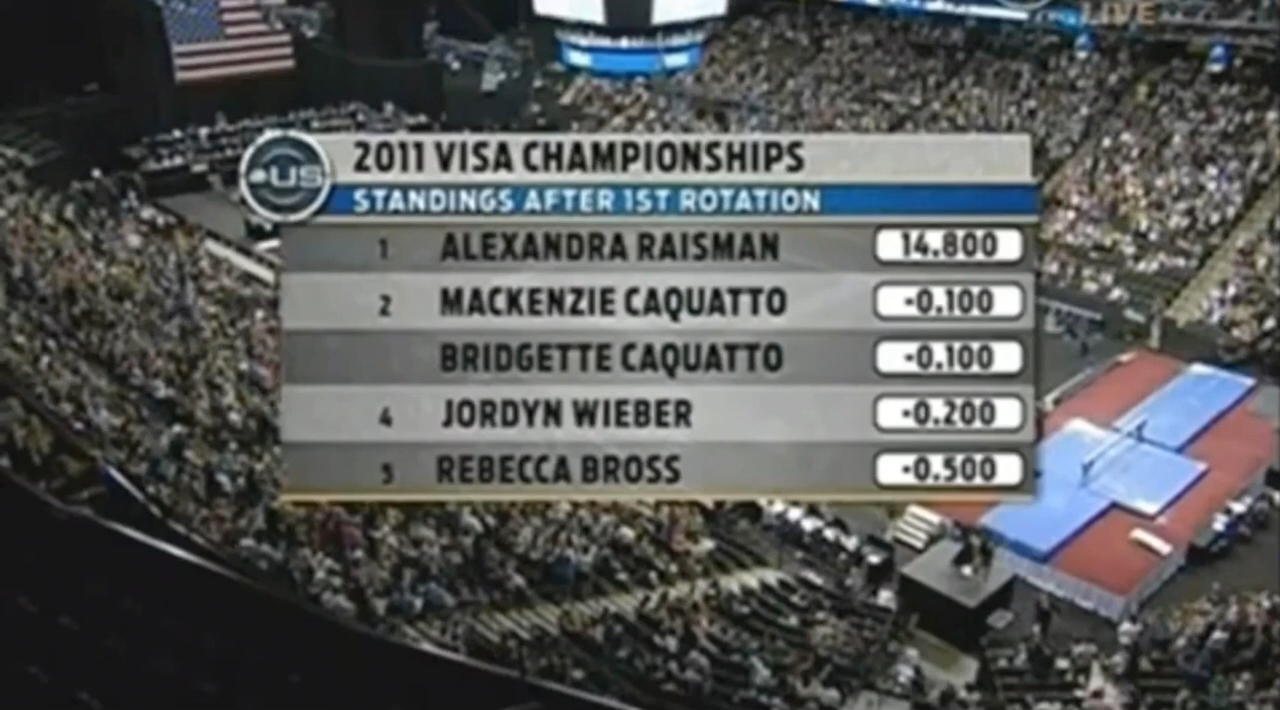 LIVE
2011 VISA CHAMPIONSHIPS
US
STANDINGS AFTER 1ST ROTATION
1 ALEXANDRA RAISMAN 14.800
2 MACKENZIE CAQUATTO -0.100
BRIDGETTE CAQUATTO -0.100
4 JORDYN WIEBER -0.200
5 REBECCA BROSS -0.500